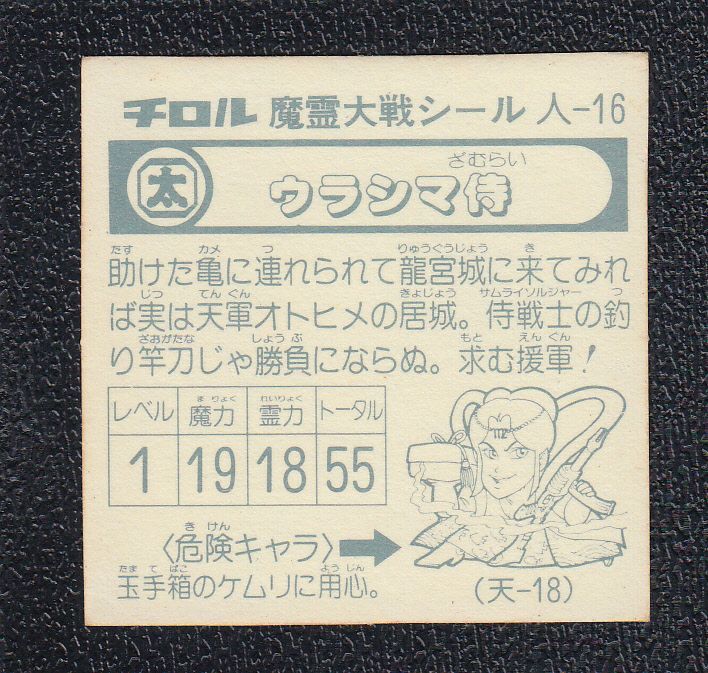 チロル 魔霊大戦シール 人-16
ざむらい
太 ウラシマ侍
たす カメ つ りゅうぐうじょう き
助けた亀に連れられて龍宮城に来てみれ
じつ てんぐん きょじょう サムライソルジャー つ
ば実は天軍オトヒメの居城。侍戦士の釣
ざおがたな しょうぶ もと えんぐん
り竿刀じゃ勝負にならぬ。求む援軍!
まりょく れいりょく
レベル 魔力 霊力 トータル
1 19 18 55
きけん
〈危険キャラ〉
たまてばこ ようじん
玉手箱のケムリに用心。
(天-18)